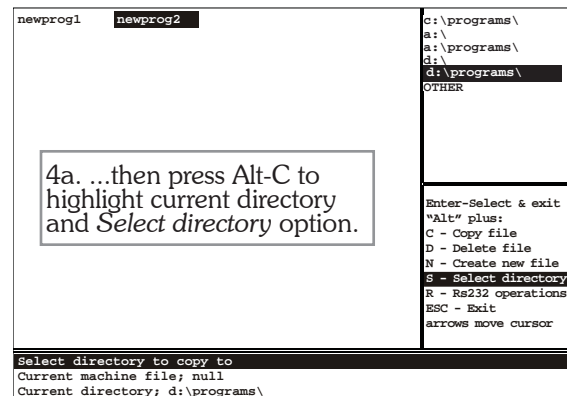 newprog1 newprog2
4a. ...then press Alt-C to
highlight current directory
and Select directory option.
c:\programs\
a:\
a:\programs\
d:\
d:\programs\
OTHER
Enter-Select & exit
“Alt” plus:
C - Copy file
D - Delete file
N - Create new file
S - Select directory
R - Rs232 operations
ESC - Exit
arrows move cursor
Select directory to copy to
Current machine file; null
Current directory; d:\programs\